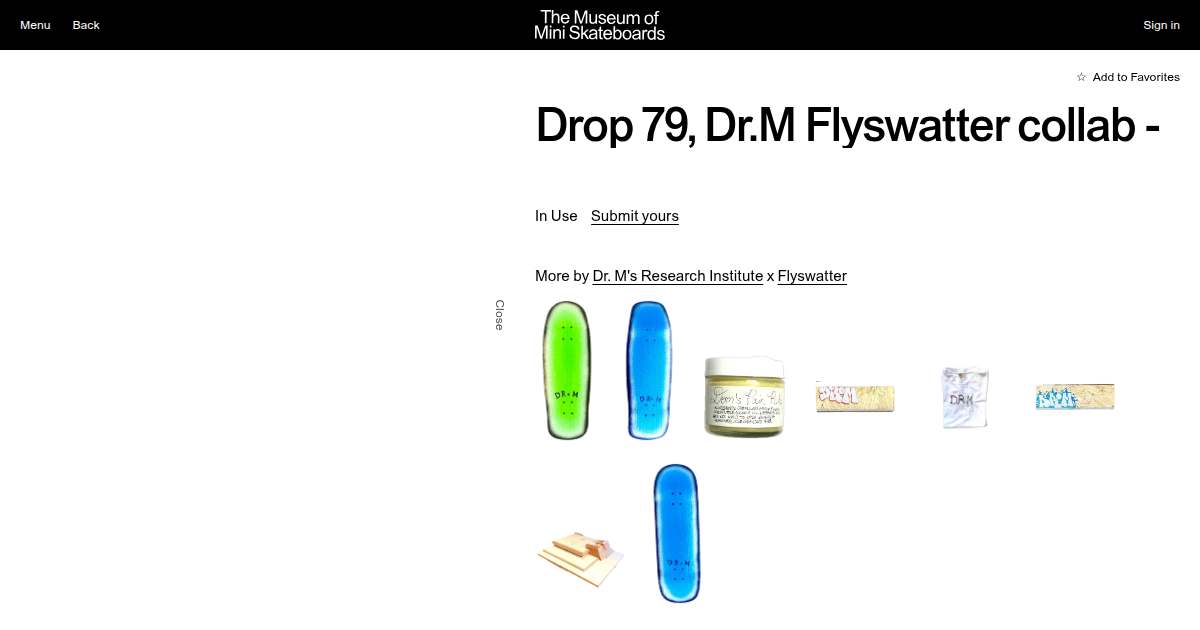 Menu Back
The Museum of
Mini Skateboards
Sign in
☆ Add to Favorites
Drop 79, Dr.M Flyswatter collab -
In Use Submit yours
More by Dr. M's Research Institute x Flyswatter
Close
DR.M
DR.M
DR.M
DR.M